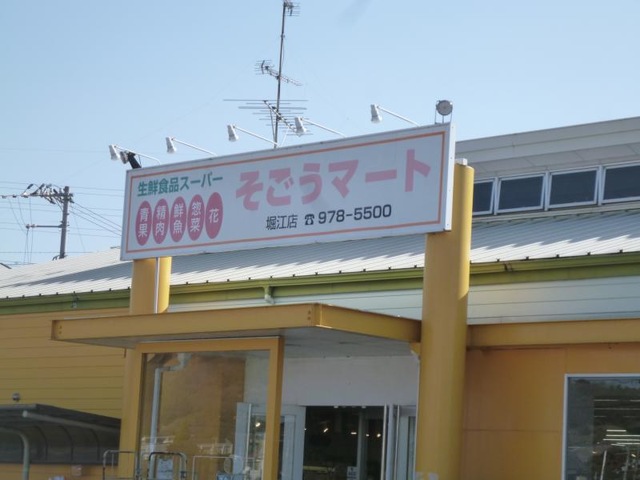 生鮮食品スーパー
青果 精肉 鮮魚 惣菜 花
そごうマート
堀江店 ☎978-5500